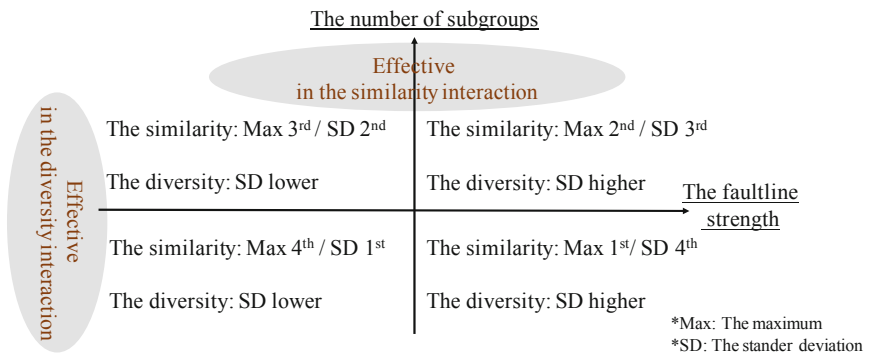 The number of subgroups
Effective
in the similarity interaction
Effective
in the diversity interaction
The similarity: Max 3rd / SD 2nd
The diversity: SD lower
The similarity: Max 2nd / SD 3rd
The diversity: SD higher
The faultline
strength
The similarity: Max 4th / SD 1st
The diversity: SD lower
The similarity: Max 1st/ SD 4th
The diversity: SD higher
*Max: The maximum
*SD: The stander deviation